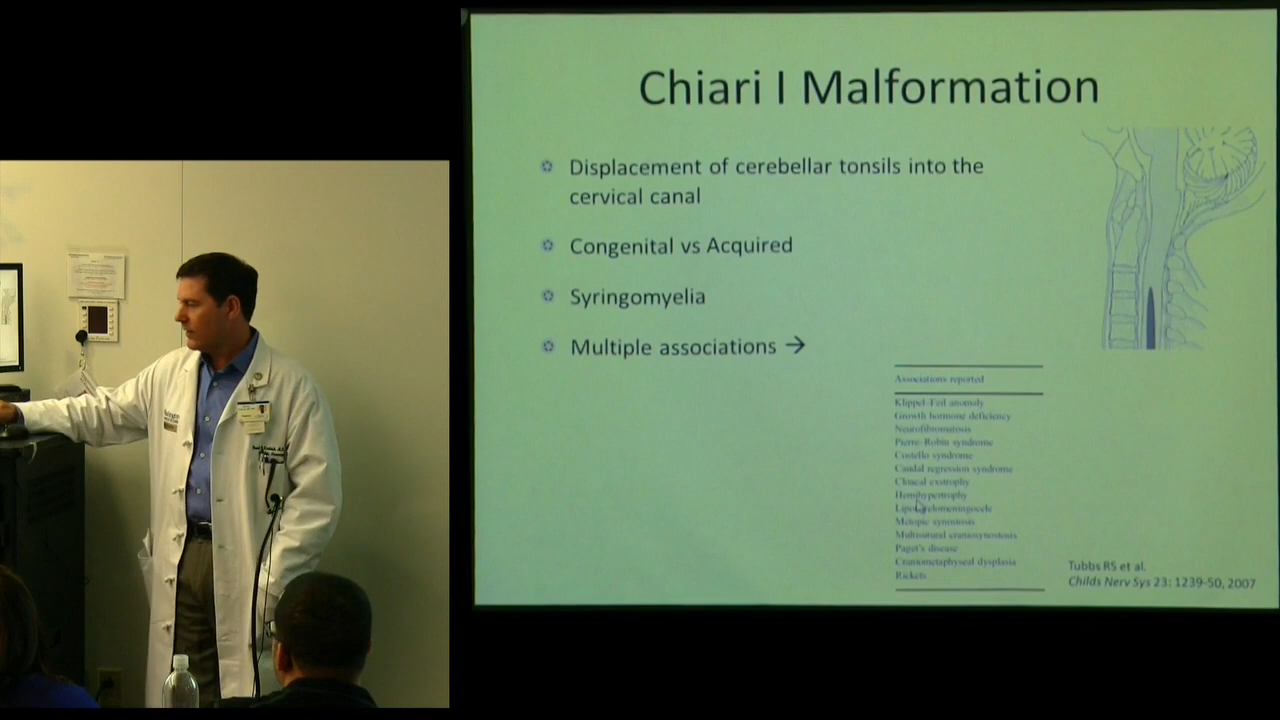 Chiari I Malformation
Displacement of cerebellar tonsils into the
cervical canal
Congenital vs Acquired
Syringomyelia
Multiple associations →
Associations reported
Klippel-Feil anomaly
Growth hormone deficiency
Neurofibromatosis
Pierre-Robin syndrome
Costello syndrome
Caudal regression syndrome
Cloacal exstrophy
Hemihypertrophy
Lipomyelomeningocele
Metopic synostosis
Multisutural craniosynostosis
Paget's disease
Craniometaphyseal dysplasia
Rickets
Tubbs RS et al.
Childs Nerv Sys 23: 1239-50, 2007